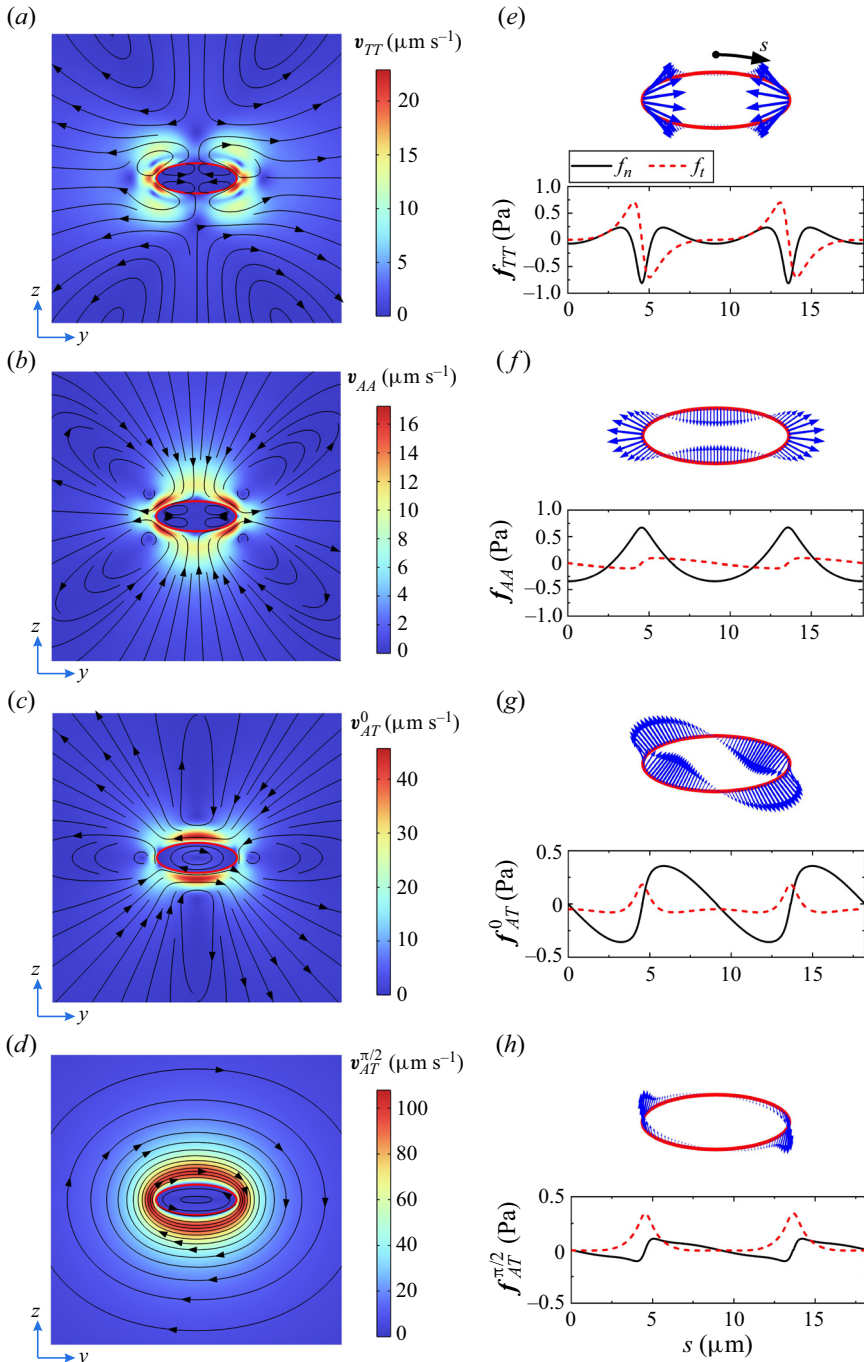 (a)
v_TT (μm s⁻¹)
20
15
10
5
0
z
y
(e)
s
f_n
f_t
f_TT (Pa)
1.0
0.5
0
−0.5
−1.0
0
5
10
15
(b)
v_AA (μm s⁻¹)
16
14
12
10
8
6
4
2
0
z
y
(f)
f_AA (Pa)
1.0
0.5
0
−0.5
−1.0
0
5
10
15
(c)
v⁰_AT (μm s⁻¹)
40
30
20
10
0
z
y
(g)
f⁰_AT (Pa)
0.5
0
−0.5
0
5
10
15
(d)
v^π/2_AT (μm s⁻¹)
100
80
60
40
20
0
z
y
(h)
f^π/2_AT (Pa)
0.5
0
−0.5
0
5
10
15
s (μm)